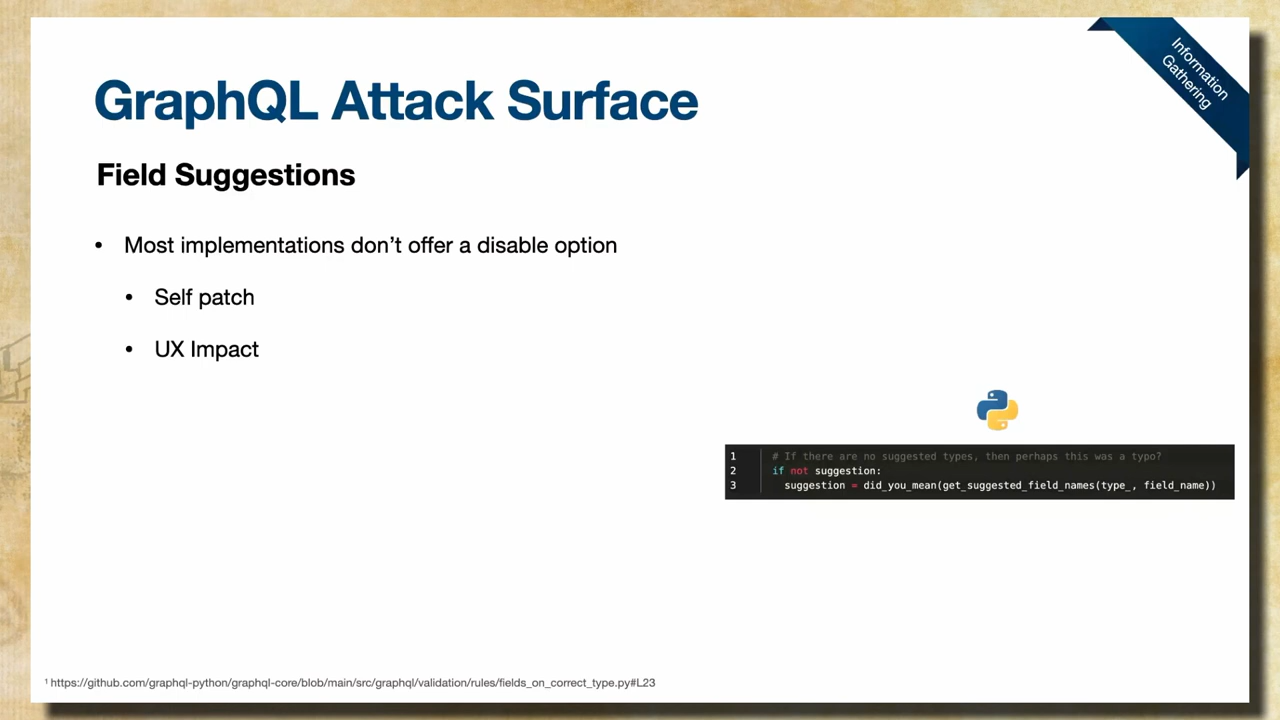 GraphQL Attack Surface
Information
Gathering
Field Suggestions
• Most implementations don’t offer a disable option
• Self patch
• UX Impact
1 # If there are no suggested types, then perhaps this was a typo?
2 if not suggestion:
3 suggestion = did_you_mean(get_suggested_field_names(type_, field_name))
¹ https://github.com/graphql-python/graphql-core/blob/main/src/graphql/validation/rules/fields_on_correct_type.py#L23